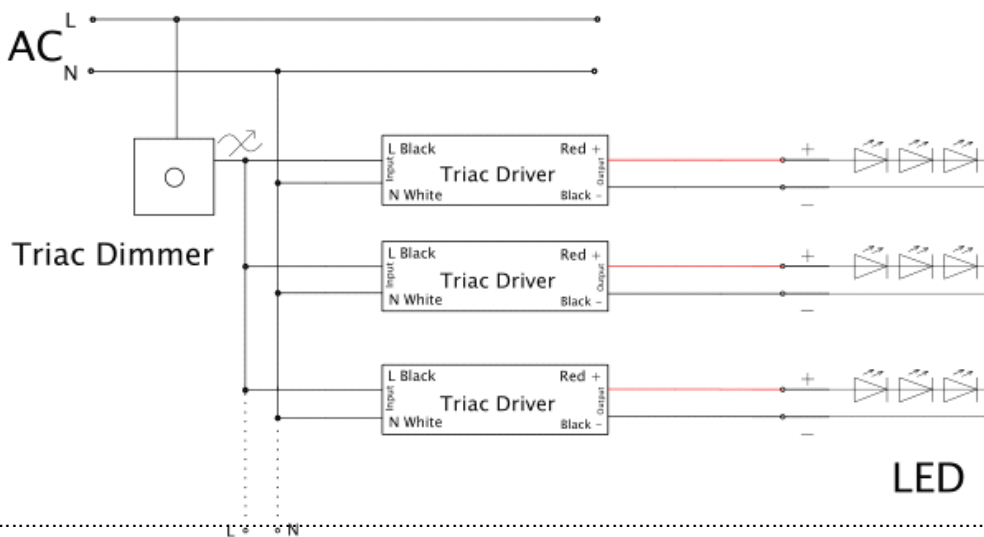 L
AC
N
L Black
Red +
Input
Triac Driver
Output
N White
Black -
Triac Dimmer
L Black
Red +
Input
Triac Driver
Output
N White
Black -
L Black
Red +
Input
Triac Driver
Output
N White
Black -
+
−
+
−
+
−
LED
L
N